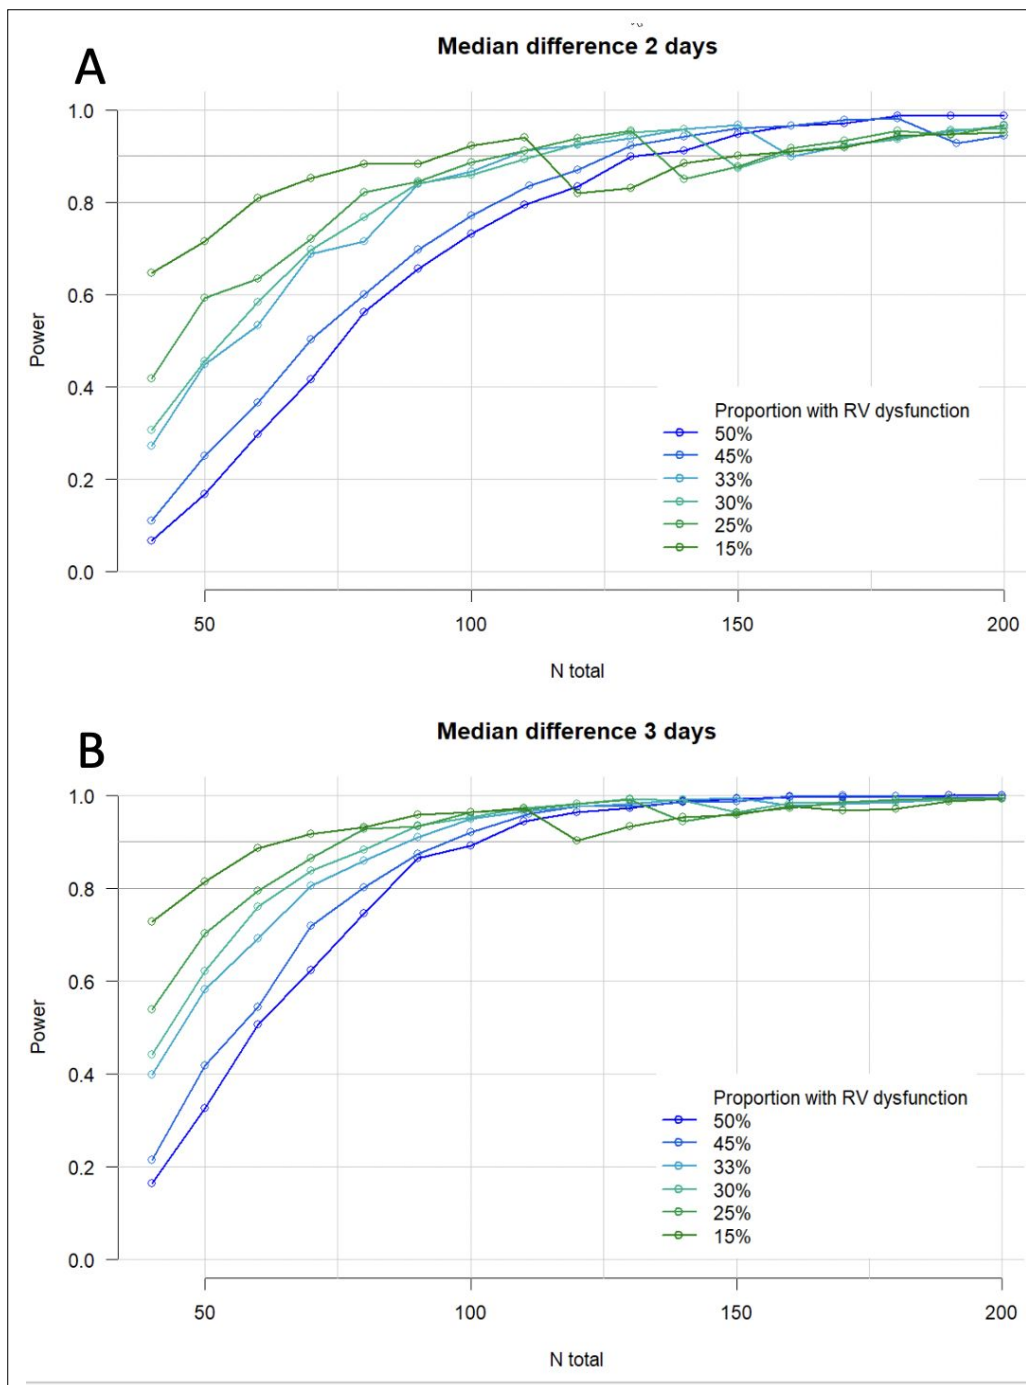 Median difference 2 days
A
1.0
0.8
0.6
0.4
0.2
0.0
Power
Proportion with RV dysfunction
50%
45%
33%
30%
25%
15%
50 100 150 200
N total
Median difference 3 days
B
1.0
0.8
0.6
0.4
0.2
0.0
Power
Proportion with RV dysfunction
50%
45%
33%
30%
25%
15%
50 100 150 200
N total